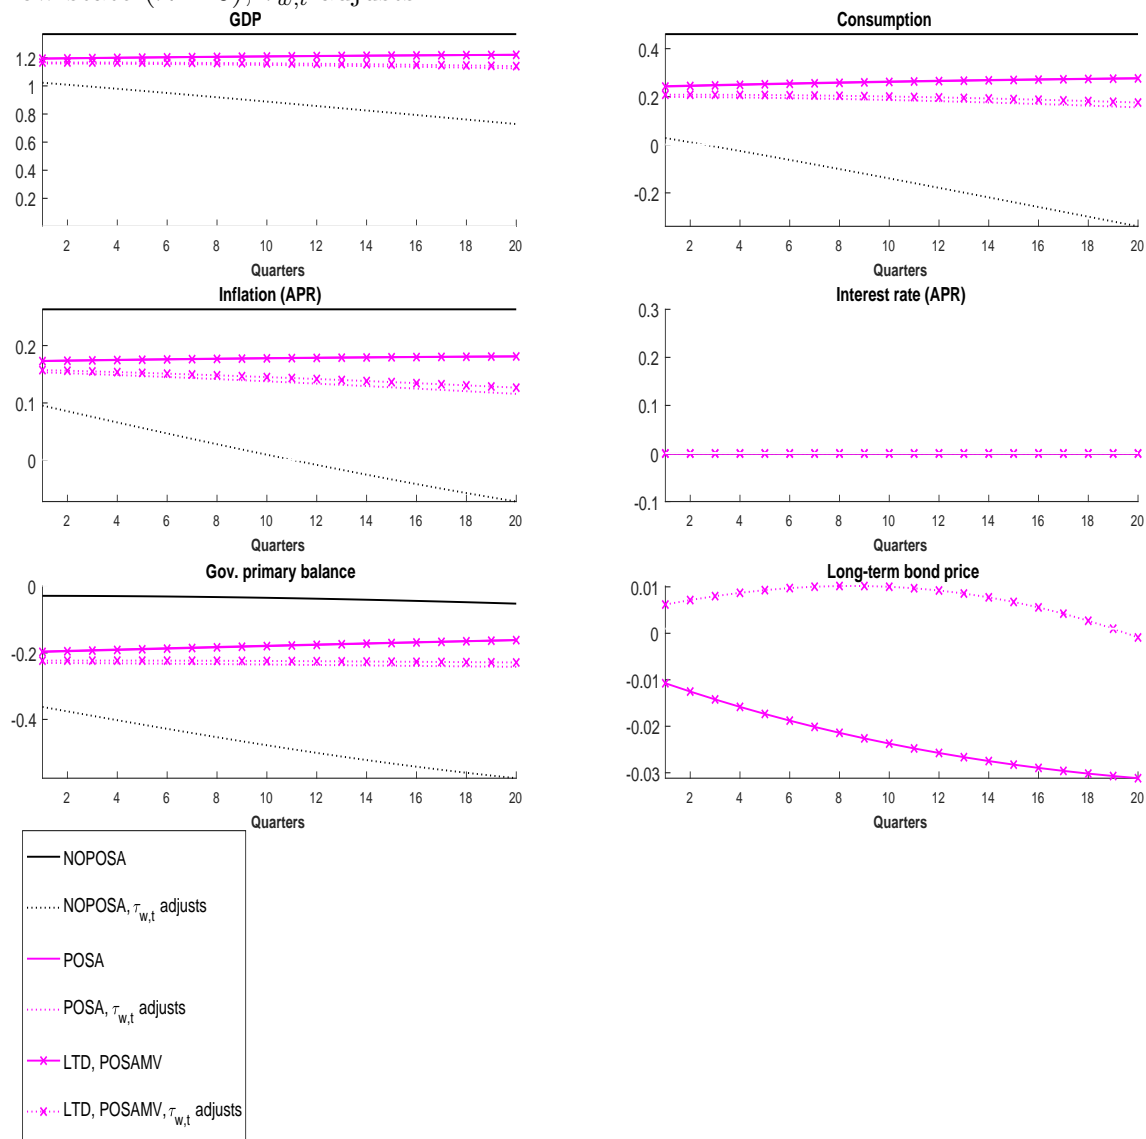 GDP
1.2
1
0.8
0.6
0.4
0.2
2 4 6 8 10 12 14 16 18 20
Quarters
Consumption
0.4
0.2
0
-0.2
2 4 6 8 10 12 14 16 18 20
Quarters
Inflation (APR)
0.2
0.1
0
2 4 6 8 10 12 14 16 18 20
Quarters
Interest rate (APR)
0.3
0.2
0.1
0
-0.1
2 4 6 8 10 12 14 16 18 20
Quarters
Gov. primary balance
0
-0.2
-0.4
2 4 6 8 10 12 14 16 18 20
Quarters
Long-term bond price
0.01
0
-0.01
-0.02
-0.03
2 4 6 8 10 12 14 16 18 20
Quarters
NOPOSA
NOPOSA, τw,t adjusts
POSA
POSA, τw,t adjusts
LTD, POSAMV
LTD, POSAMV, τw,t adjusts